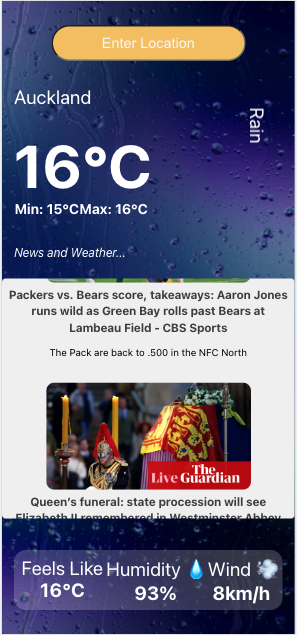 Enter Location
Auckland
Rain
16°C
Min: 15°CMax: 16°C
News and Weather...
Packers vs. Bears score, takeaways: Aaron Jones
runs wild as Green Bay rolls past Bears at
Lambeau Field - CBS Sports
The Pack are back to .500 in the NFC North
Live The
Guardian
Queen's funeral: state procession will see
Elizabeth II remembered in Westminster Abbey
Feels Like Humidity 💧Wind 💨
16°C 93% 8km/h